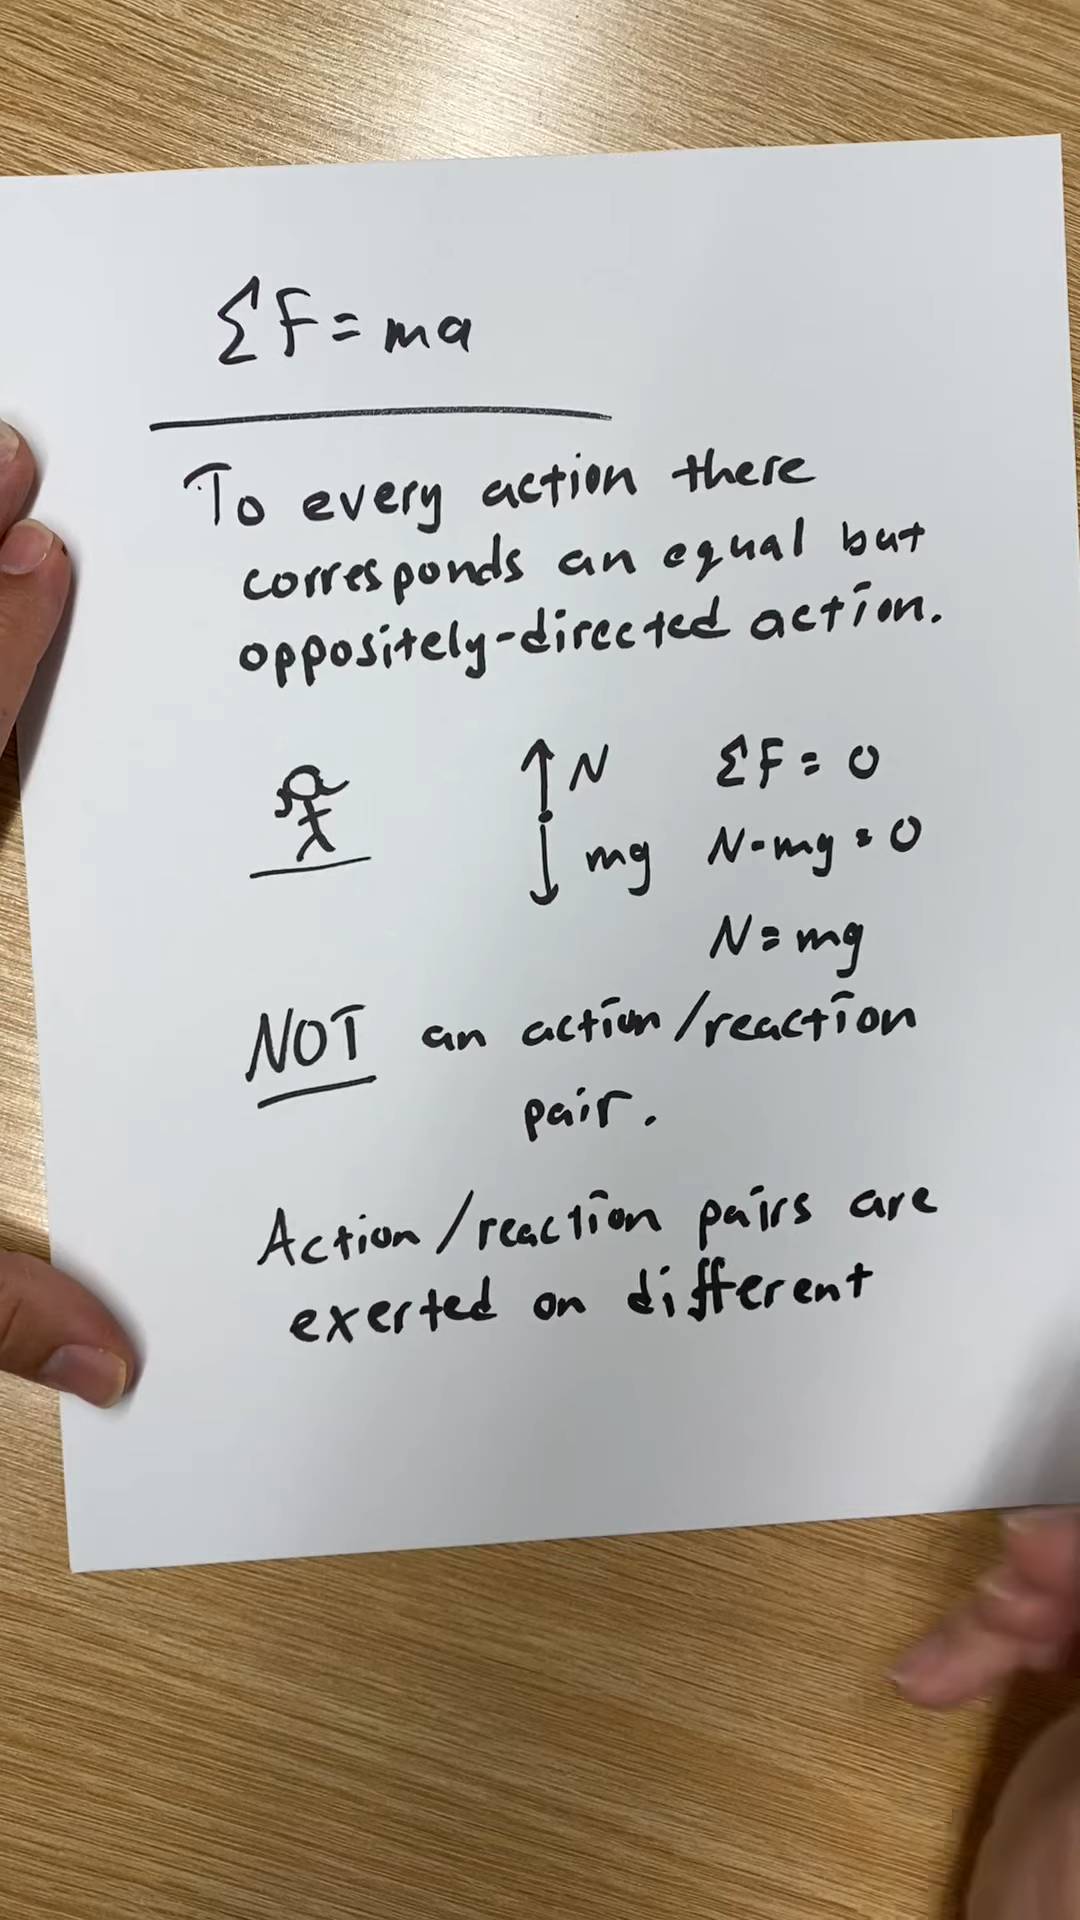 ΣF=ma
To every action there
corresponds an equal but
oppositely-directed action.
N
ΣF=0
mg
N-mg=0
N=mg
NOT an action/reaction
pair.
Action/reaction pairs are
exerted on different